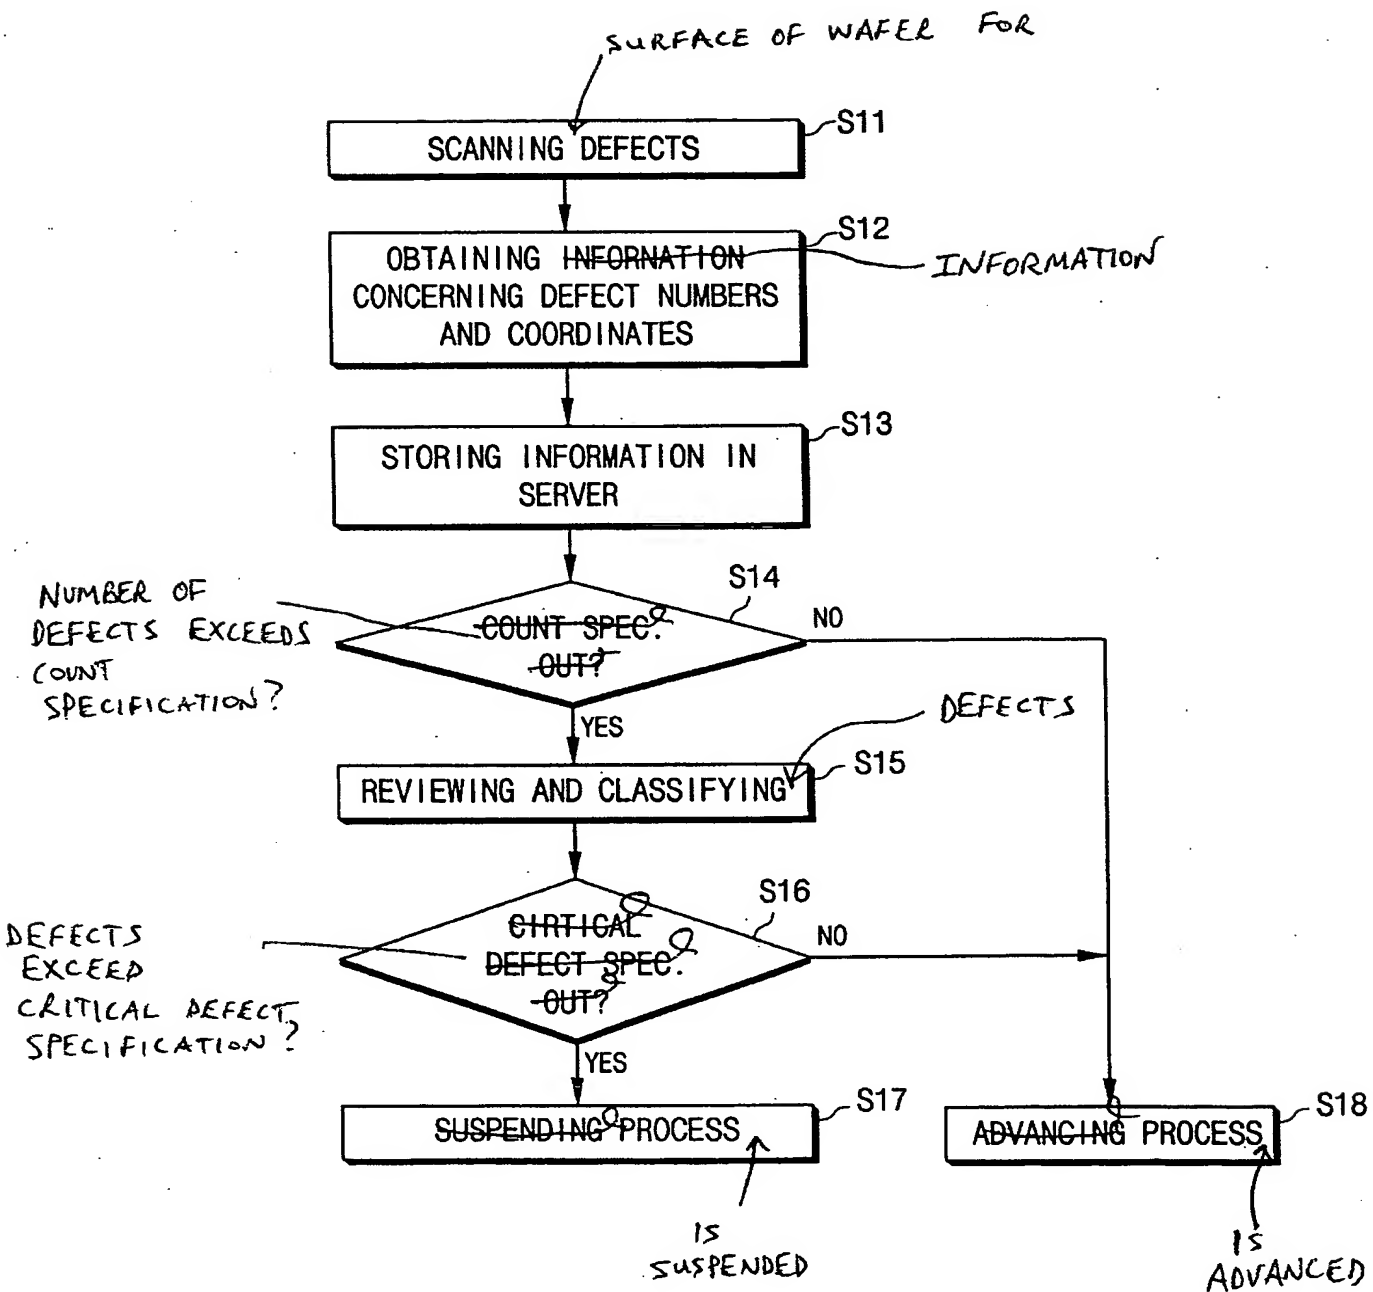 SURFACE OF WAFER FOR
S11
SCANNING DEFECTS
S12
OBTAINING INFORNATION
INFORMATION
CONCERNING DEFECT NUMBERS
AND COORDINATES
S13
STORING INFORMATION IN
SERVER
S14
NUMBER OF
DEFECTS EXCEEDS
COUNT
SPECIFICATION?
COUNT SPEC.
OUT?
NO
YES
DEFECTS
S15
REVIEWING AND CLASSIFYING
S16
DEFECTS
EXCEED
CRITICAL DEFECT
SPECIFICATION?
CIRTICAL
DEFECT SPEC.
OUT?
NO
YES
S17
SUSPENDING PROCESS
S18
ADVANCING PROCESS
IS
SUSPENDED
IS
ADVANCED